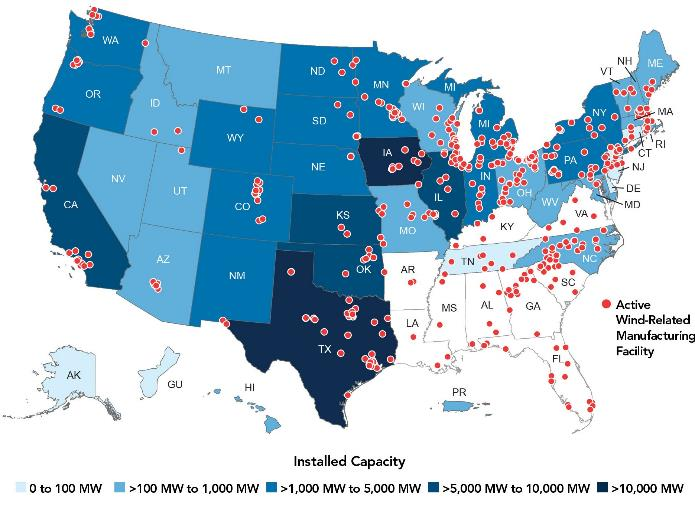 WA
MT
ND
MN
OR
ID
WY
SD
WI
MI
MI
NH
VT
ME
NY
MA
RI
CT
NJ
PA
NV
UT
CO
NE
IA
IL
IN
OH
DE
MD
WV
VA
CA
KS
MO
KY
AZ
NM
OK
AR
TN
NC
SC
TX
LA
MS
AL
GA
FL
AK
GU
HI
PR
Active
Wind-Related
Manufacturing
Facility
Installed Capacity
0 to 100 MW >100 MW to 1,000 MW >1,000 MW to 5,000 MW >5,000 MW to 10,000 MW >10,000 MW